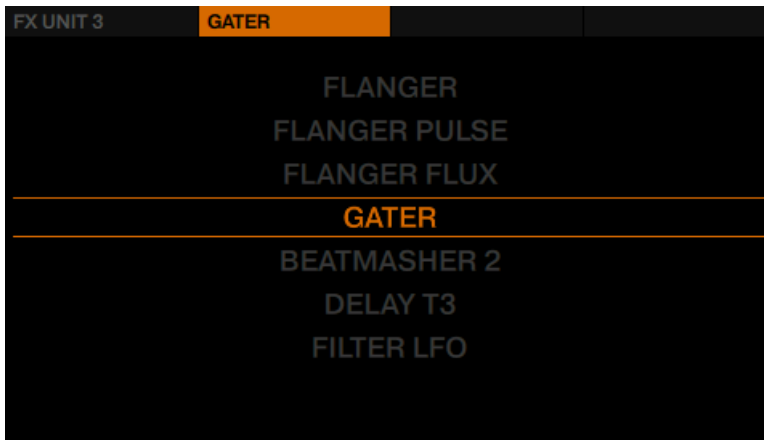 FX UNIT 3 GATER
FLANGER
FLANGER PULSE
FLANGER FLUX
GATER
BEATMASHER 2
DELAY T3
FILTER LFO